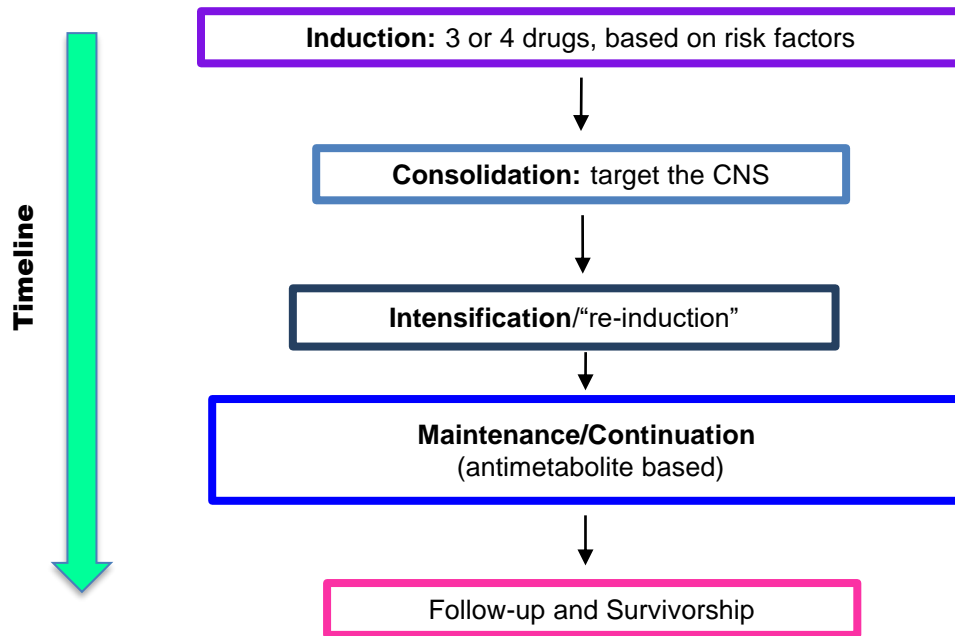 Timeline
Induction: 3 or 4 drugs, based on risk factors
Consolidation: target the CNS
Intensification/“re-induction”
Maintenance/Continuation
(antimetabolite based)
Follow-up and Survivorship